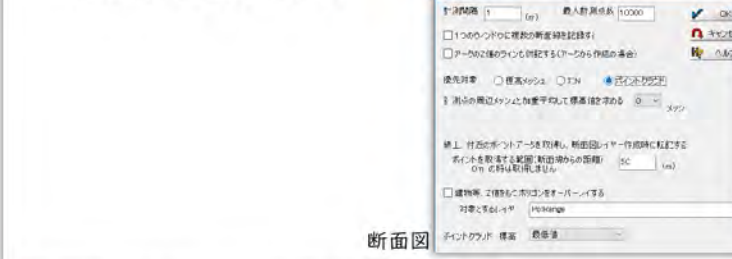 計測間隔 1 (m) 最大計測点数 10000 OK
□1つのウィンドウに複数の断面線を記録する キャンセル
□アークのZ値のラインも併記する(アークから作成の場合) ヘルプ
優先対象 ○標高メッシュ ○TIN ●ポイントクラウド
計測点の周辺メッシュと加重平均して標高値を求める 0 メッシュ
線上、付近のポイントデータを取得し、断面図レイヤー作成時に転記する
ポイントを取得する範囲(断面線からの距離) 50 (m)
0m の時は取得しません
□建物等、Z値をもつポリゴンをオーバーレイする
対象とするレイヤ
断面図
ポイントクラウド 標高 最低値